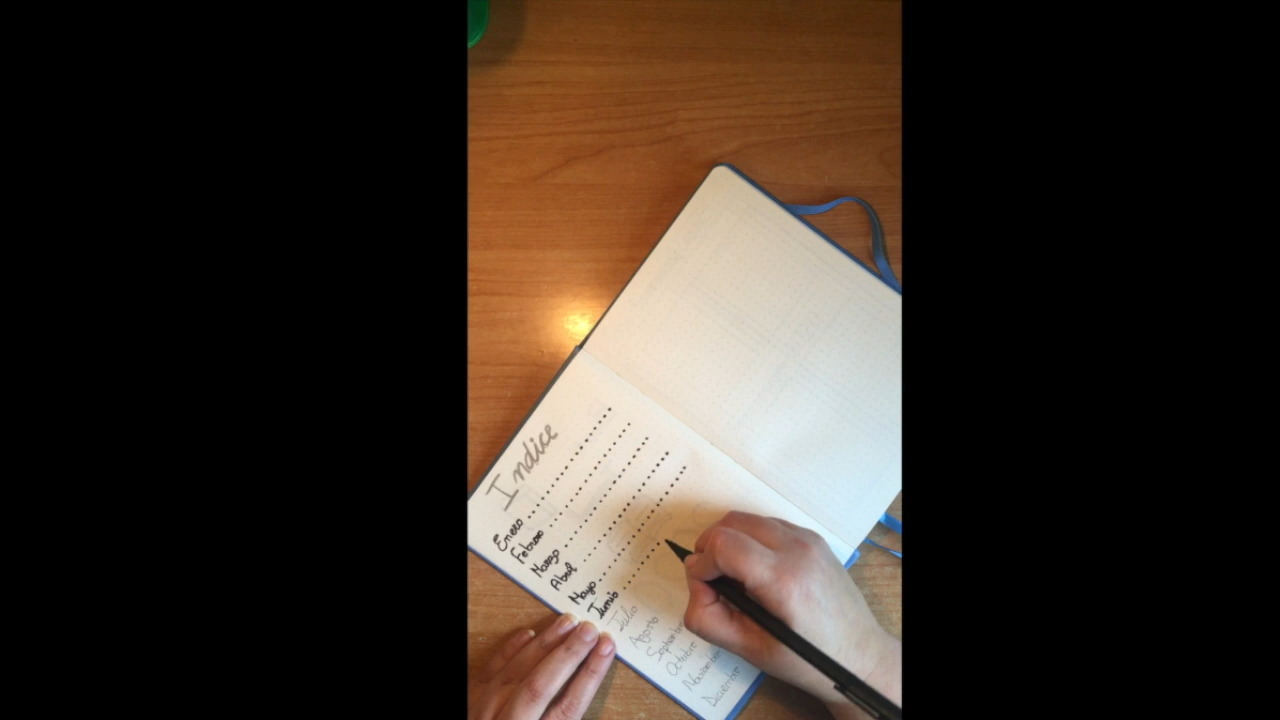 Indice
Enero
Febrero
Marzo
Abril
Mayo
Junio
Julio
Agosto
Septiembre
Octubre
Noviembre
Diciembre